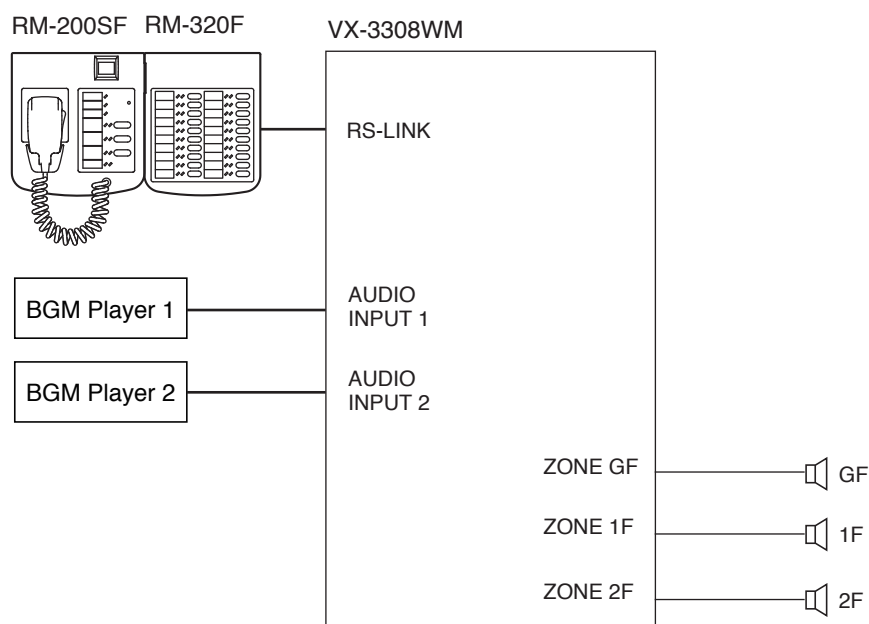 RM-200SF RM-320F VX-3308WM
RS-LINK
BGM Player 1
AUDIO
INPUT 1
BGM Player 2
AUDIO
INPUT 2
ZONE GF
GF
ZONE 1F
1F
ZONE 2F
2F